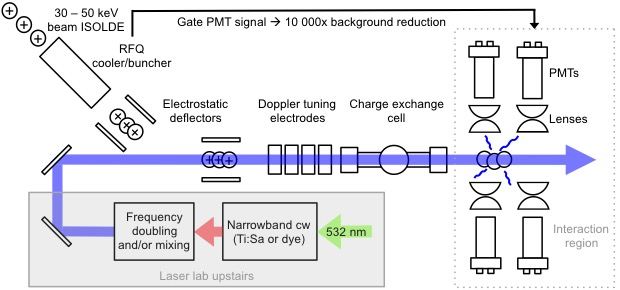 30 – 50 keV
beam ISOLDE
Gate PMT signal → 10 000x background reduction
RFQ
cooler/buncher
PMTs
Electrostatic
deflectors
Doppler tuning
electrodes
Charge exchange
cell
Lenses
+
+
+
+++
+++
Frequency
doubling
and/or mixing
Narrowband cw
(Ti:Sa or dye)
532 nm
Interaction
region
Laser lab upstairs